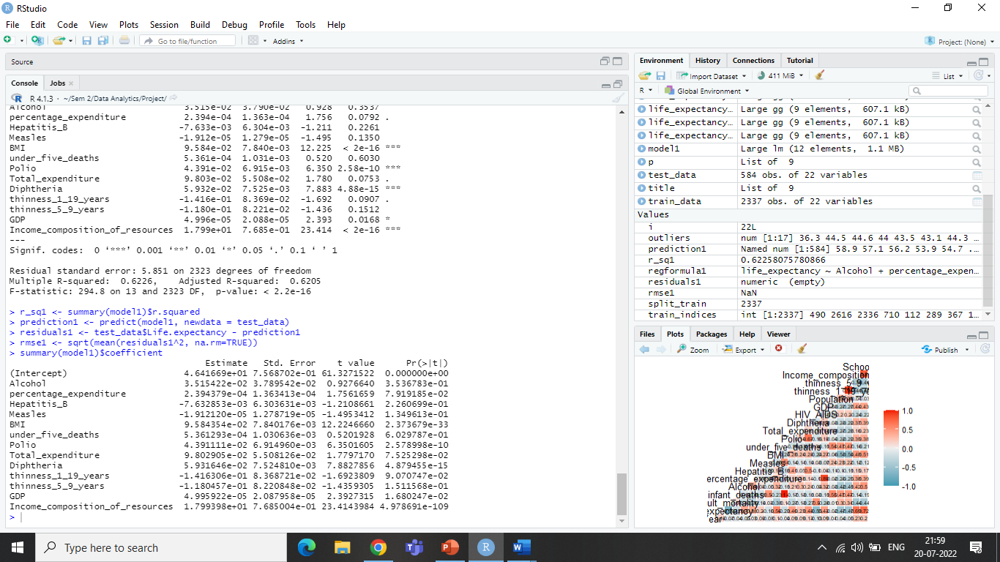 RStudio
File Edit Code View Plots Session Build Debug Profile Tools Help
Go to file/function Addins Project: (None)
Source
Console Jobs
R 4.1.3 · ~/Sem 2/Data Analytics/Project/
Alcohol 3.515e-02 3.790e-02 0.928 0.3537
percentage_expenditure 2.394e-04 1.363e-04 1.756 0.0792 .
Hepatitis_B -7.633e-03 6.304e-03 -1.211 0.2261
Measles -1.912e-05 1.279e-05 -1.495 0.1350
BMI 9.584e-02 7.840e-03 12.225 < 2e-16 ***
under_five_deaths 5.361e-04 1.031e-03 0.520 0.6030
Polio 4.391e-02 6.915e-03 6.350 2.58e-10 ***
Total_expenditure 9.803e-02 5.508e-02 1.780 0.0753 .
Diphtheria 5.932e-02 7.525e-03 7.883 4.88e-15 ***
thinness_1_19_years -1.416e-01 8.369e-02 -1.692 0.0907 .
thinness_5_9_years -1.180e-01 8.221e-02 -1.436 0.1512
GDP 4.996e-05 2.088e-05 2.393 0.0168 *
Income_composition_of_resources 1.799e+01 7.685e-01 23.414 < 2e-16 ***
---
Signif. codes: 0 ‘***’ 0.001 ‘**’ 0.01 ‘*’ 0.05 ‘.’ 0.1 ‘ ’ 1
Residual standard error: 5.851 on 2323 degrees of freedom
Multiple R-squared: 0.6226, Adjusted R-squared: 0.6205
F-statistic: 294.8 on 13 and 2323 DF, p-value: < 2.2e-16
> r_sq1 <- summary(model1)$r.squared
> prediction1 <- predict(model1, newdata = test_data)
> residuals1 <- test_data$Life.expectancy - prediction1
> rmse1 <- sqrt(mean(residuals1^2, na.rm=TRUE))
> summary(model1)$coefficient
Estimate Std. Error t value Pr(>|t|)
(Intercept) 4.641669e+01 7.568702e-01 61.3271522 0.000000e+00
Alcohol 3.515422e-02 3.789542e-02 0.9276640 3.536783e-01
percentage_expenditure 2.394379e-04 1.363413e-04 1.7561659 7.919185e-02
Hepatitis_B -7.632853e-03 6.303631e-03 -1.2108661 2.260699e-01
Measles -1.912120e-05 1.278719e-05 -1.4953412 1.349613e-01
BMI 9.584354e-02 7.840176e-03 12.2246660 2.373679e-33
under_five_deaths 5.361293e-04 1.030636e-03 0.5201928 6.029787e-01
Polio 4.391111e-02 6.914960e-03 6.3501605 2.578998e-10
Total_expenditure 9.802905e-02 5.508128e-02 1.7797170 7.525298e-02
Diphtheria 5.931646e-02 7.524810e-03 7.8827856 4.879455e-15
thinness_1_19_years -1.416306e-01 8.368721e-02 -1.6923809 9.070747e-02
thinness_5_9_years -1.180457e-01 8.220848e-02 -1.4359305 1.511568e-01
GDP 4.995922e-05 2.087993e-05 2.3927315 1.680247e-02
Income_composition_of_resources 1.799398e+01 7.685004e-01 23.4143984 4.978691e-109
>
Environment History Connections Tutorial
Import Dataset 411 MiB List
R Global Environment
life_expectancy… Large gg (9 elements, 607.1 kB)
life_expectancy… Large gg (9 elements, 607.1 kB)
life_expectancy… Large gg (9 elements, 607.1 kB)
model1 Large lm (12 elements, 1.1 MB)
p List of 9
test_data 584 obs. of 22 variables
title List of 9
train_data 2337 obs. of 22 variables
Values
i 22L
outliers num [1:17] 36.3 44.5 44.6 44 43.5 43.1 44.3 …
prediction1 Named num [1:584] 58.9 57.1 56.2 53.9 54.7 ..
r_sq1 0.62258075780866
regformula1 life_expectancy ~ Alcohol + percentage_expen…
residuals1 numeric (empty)
rmse1 NaN
split_train 2337
train_indices int [1:2337] 490 2616 2336 710 112 289 367 1…
Files Plots Packages Help Viewer
Zoom Export Publish
Schoo
Income_composition
thinness_5_9
thinness_1_19_ye
Population
GDP
HIV_AIDS
Diphtheria
Total_expenditure
Polio
under_five_deaths
BMI
Measles
Hepatitis_B
ercentage_expenditure
Alcohol
infant_deaths
ult_mortality
expectancy
ear
1.0
0.5
0.0
-0.5
-1.0
Type here to search
ENG
21:59
20-07-2022